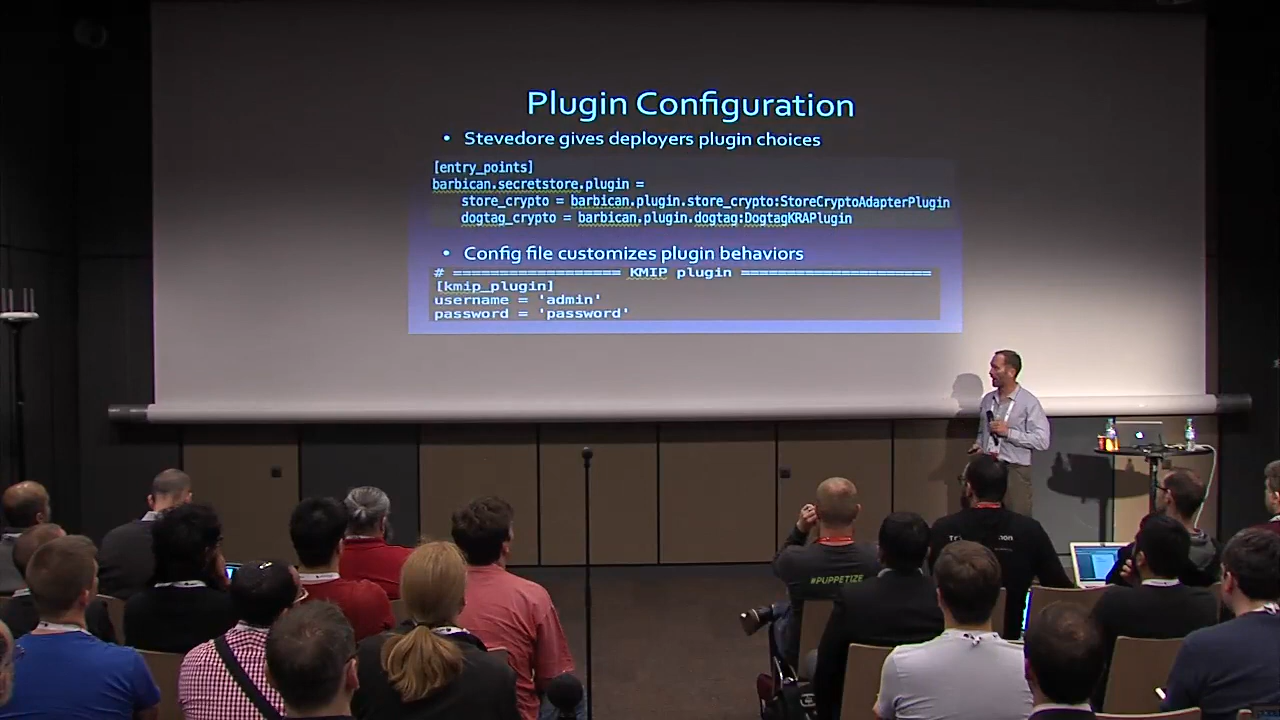 Plugin Configuration
• Stevedore gives deployers plugin choices
[entry_points]
barbican.secretstore.plugin =
store_crypto = barbican.plugin.store_crypto:StoreCryptoAdapterPlugin
dogtag_crypto = barbican.plugin.dogtag:DogtagKRAPlugin
• Config file customizes plugin behaviors
# ==================== KMIP plugin =======================
[kmip_plugin]
username = 'admin'
password = 'password'
#PUPPETIZE